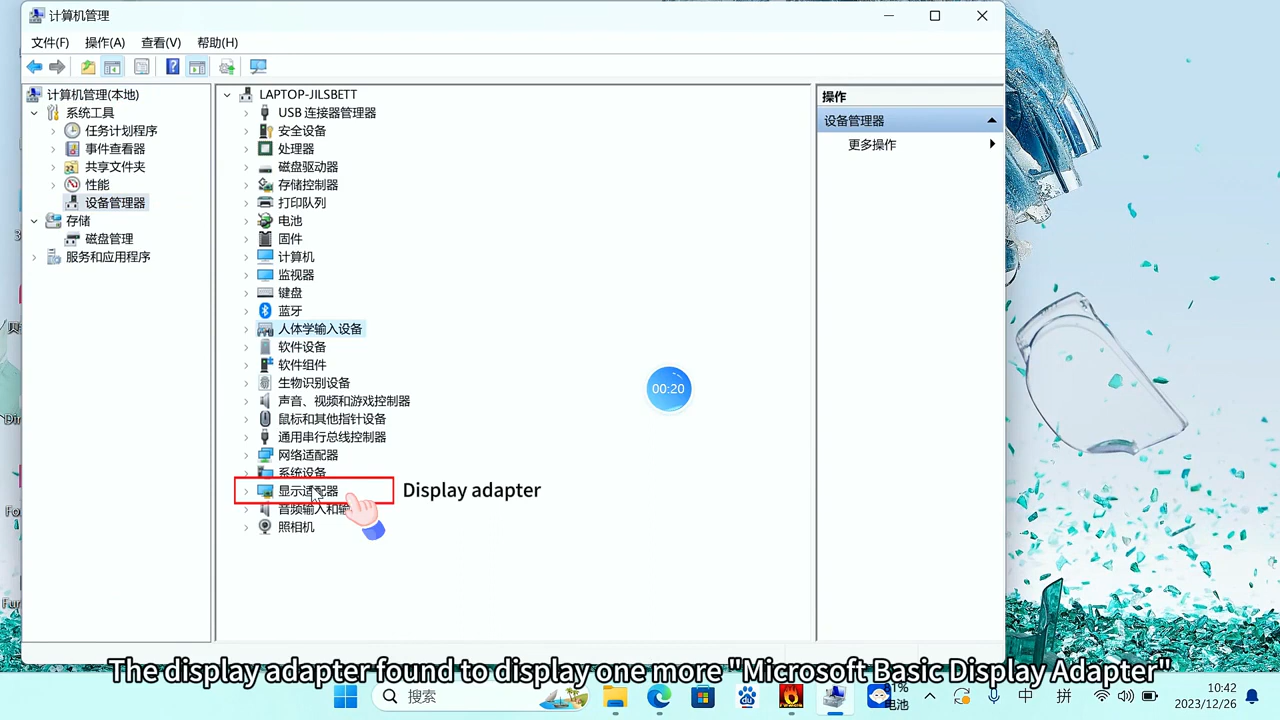 计算机管理
文件(F) 操作(A) 查看(V) 帮助(H)
计算机管理(本地)
系统工具
任务计划程序
事件查看器
共享文件夹
性能
设备管理器
存储
磁盘管理
服务和应用程序
LAPTOP-JILSBETT
USB 连接器管理器
安全设备
处理器
磁盘驱动器
存储控制器
打印队列
电池
固件
计算机
监视器
键盘
蓝牙
人体学输入设备
软件设备
软件组件
生物识别设备
声音、视频和游戏控制器
鼠标和其他指针设备
通用串行总线控制器
网络适配器
系统设备
显示适配器
Display adapter
音频输入和输
照相机
操作
设备管理器
更多操作
00:20
The display adapter found to display one more "Microsoft Basic Display Adapter"
搜索
电池
中
拼
10:42
2023/12/26